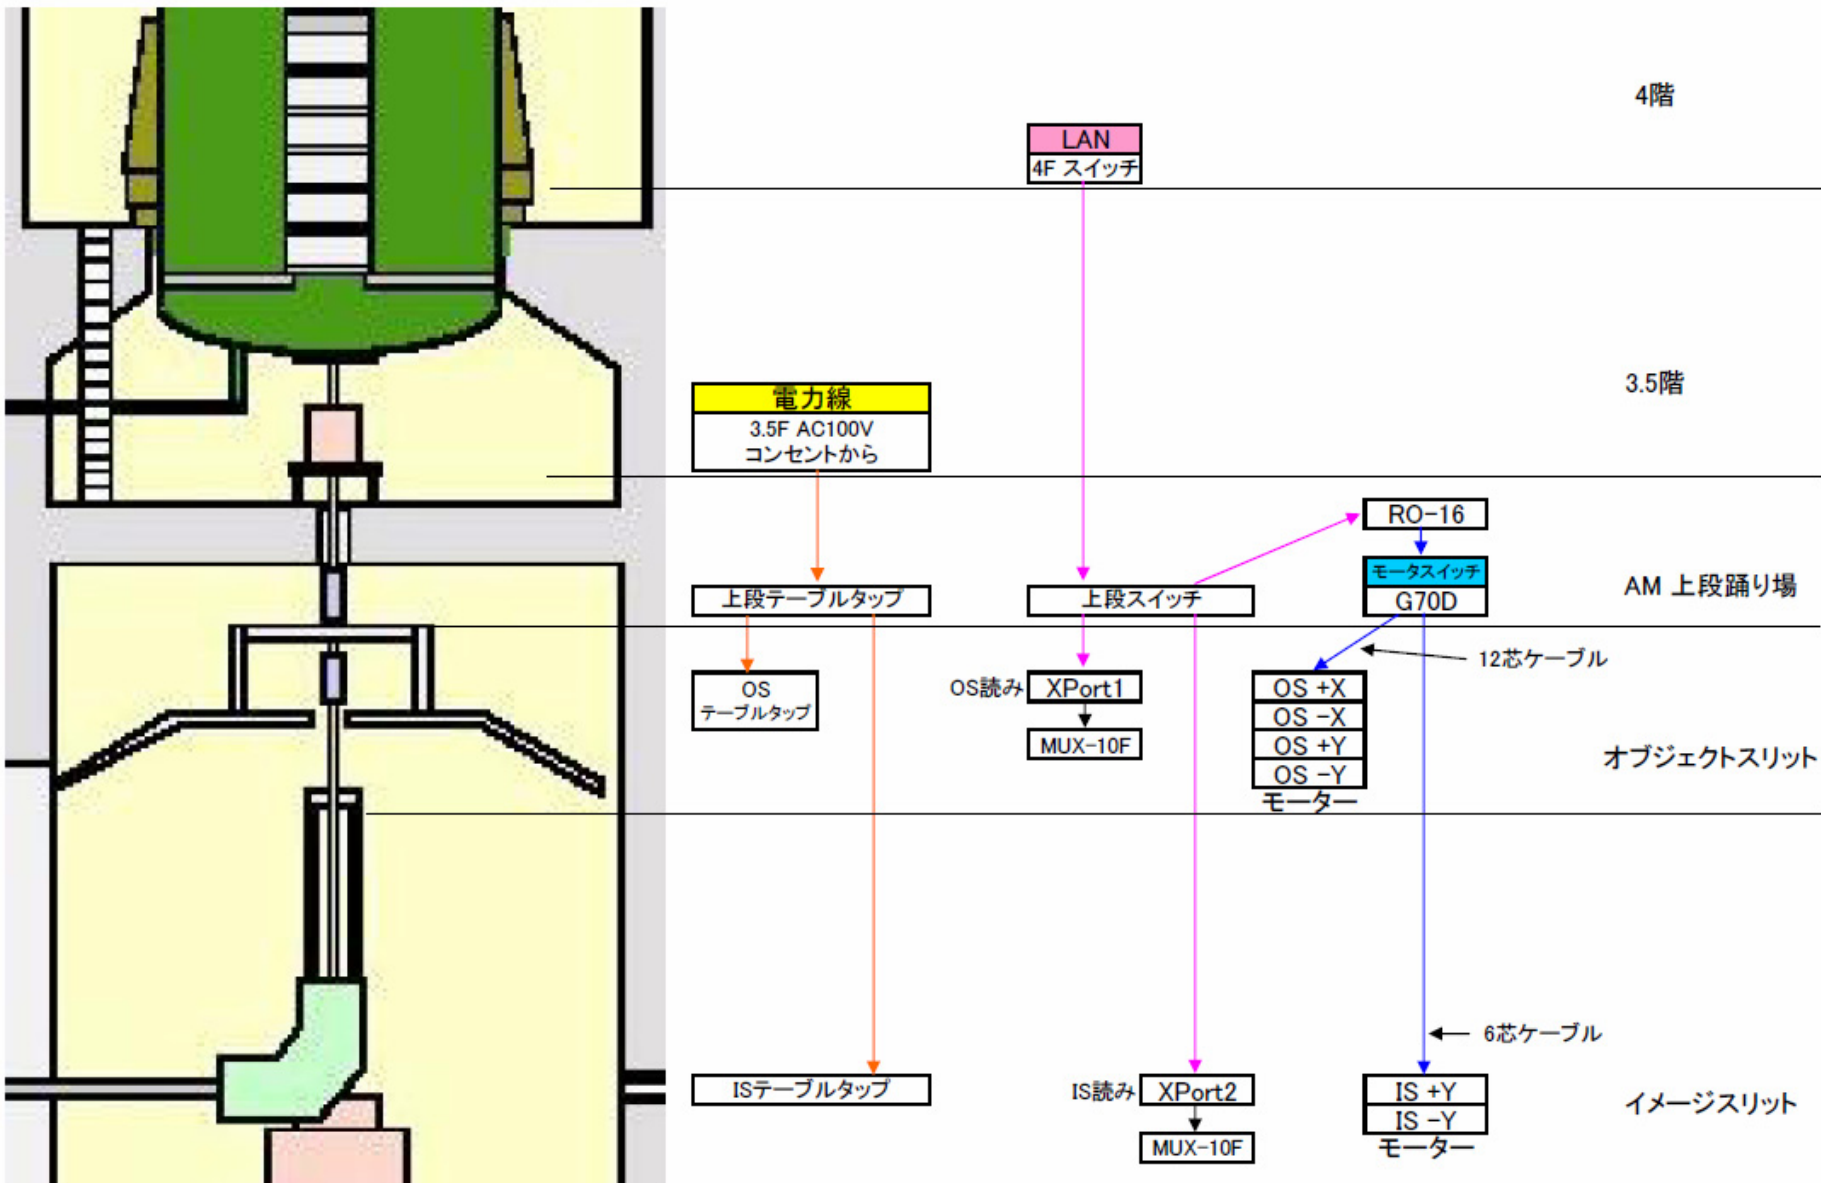 4階
LAN
4F スイッチ
3.5階
電力線
3.5F AC100V
コンセントから
RO-16
モータスイッチ
G70D
上段テーブルタップ
上段スイッチ
AM 上段踊り場
12芯ケーブル
OS
テーブルタップ
OS読み
XPort1
MUX-10F
OS +X
OS -X
OS +Y
OS -Y
モーター
オブジェクトスリット
6芯ケーブル
ISテーブルタップ
IS読み
XPort2
MUX-10F
IS +Y
IS -Y
モーター
イメージスリット